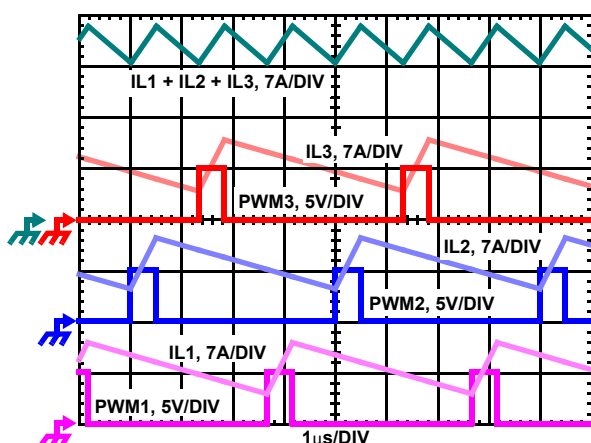 IL1 + IL2 + IL3, 7A/DIV
IL3, 7A/DIV
PWM3, 5V/DIV
IL2, 7A/DIV
PWM2, 5V/DIV
IL1, 7A/DIV
PWM1, 5V/DIV
1µs/DIV